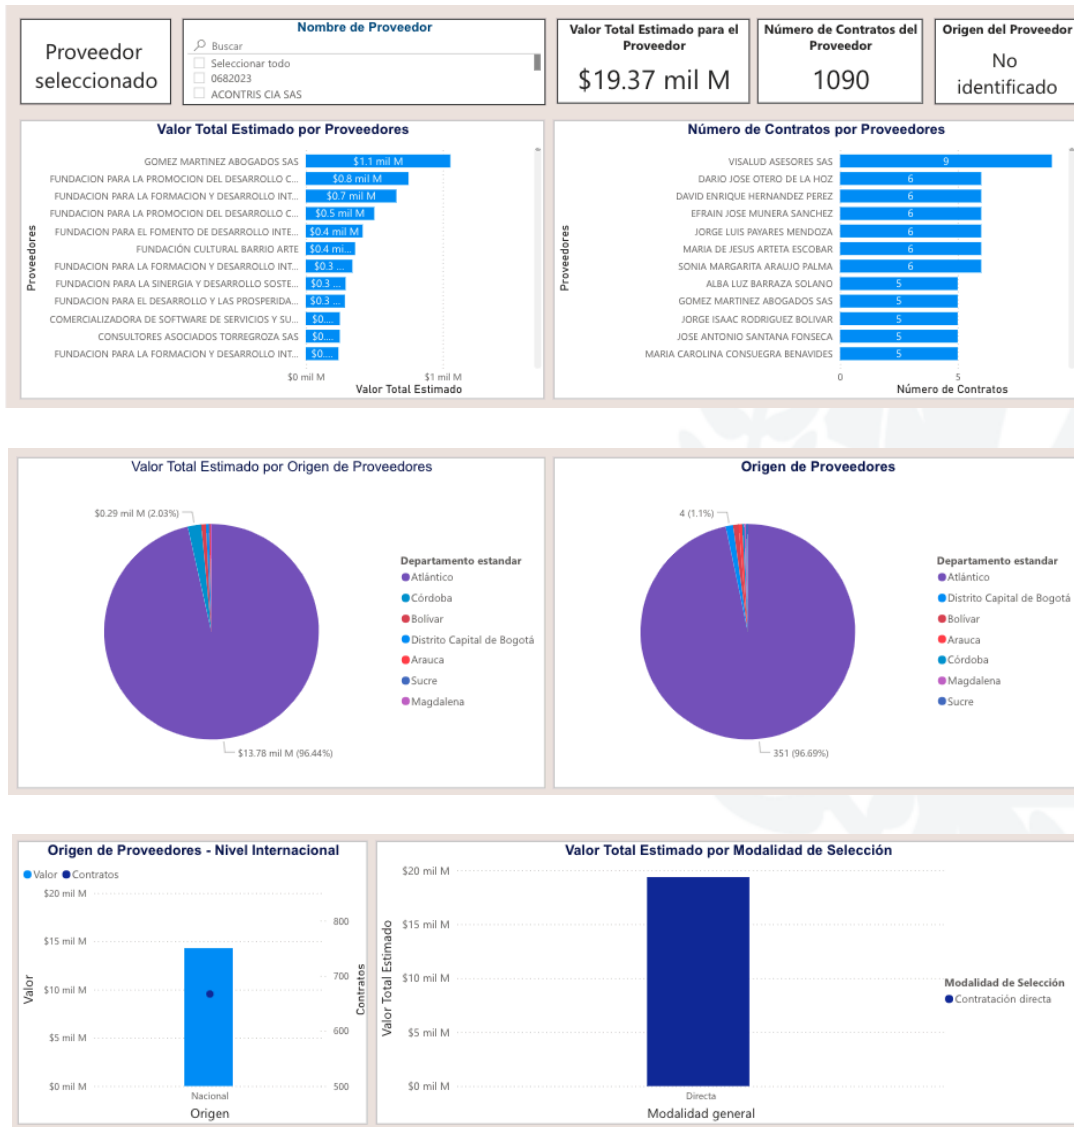 Proveedor
seleccionado
Nombre de Proveedor
Buscar
Seleccionar todo
0682023
ACONTRIS CIA SAS
Valor Total Estimado para el
Proveedor
$19.37 mil M
Número de Contratos del
Proveedor
1090
Origen del Proveedor
No
identificado
Valor Total Estimado por Proveedores
Proveedores
GOMEZ MARTINEZ ABOGADOS SAS $1.1 mil M
FUNDACION PARA LA PROMOCION DEL DESARROLLO C... $0.8 mil M
FUNDACION PARA LA FORMACION Y DESARROLLO INT... $0.7 mil M
FUNDACION PARA LA PROMOCION DEL DESARROLLO C... $0.5 mil M
FUNDACION PARA EL FOMENTO DE DESARROLLO INTE... $0.4 mil M
FUNDACIÓN CULTURAL BARRIO ARTE $0.4 mi...
FUNDACION PARA LA FORMACION Y DESARROLLO INT... $0.3 ...
FUNDACION PARA LA SINERGIA Y DESARROLLO SOSTE... $0.3 ...
FUNDACION PARA EL DESARROLLO Y LAS PROSPERIDA... $0.3 ...
COMERCIALIZADORA DE SOFTWARE DE SERVICIOS Y SU... $0....
CONSULTORES ASOCIADOS TORREGROZA SAS $0....
FUNDACION PARA LA FORMACION Y DESARROLLO INT... $0....
$0 mil M $1 mil M
Valor Total Estimado
Número de Contratos por Proveedores
Proveedores
VISALUD ASESORES SAS 9
DARIO JOSE OTERO DE LA HOZ 6
DAVID ENRIQUE HERNANDEZ PEREZ 6
EFRAIN JOSE MUNERA SANCHEZ 6
JORGE LUIS PAYARES MENDOZA 6
MARIA DE JESUS ARTETA ESCOBAR 6
SONIA MARGARITA ARAUJO PALMA 6
ALBA LUZ BARRAZA SOLANO 5
GOMEZ MARTINEZ ABOGADOS SAS 5
JORGE ISAAC RODRIGUEZ BOLIVAR 5
JOSE ANTONIO SANTANA FONSECA 5
MARIA CAROLINA CONSUEGRA BENAVIDES 5
0 5
Número de Contratos
Valor Total Estimado por Origen de Proveedores
$0.29 mil M (2.03%)
$13.78 mil M (96.44%)
Departamento estandar
Atlántico
Córdoba
Bolívar
Distrito Capital de Bogotá
Arauca
Sucre
Magdalena
Origen de Proveedores
4 (1.1%)
351 (96.69%)
Departamento estandar
Atlántico
Distrito Capital de Bogotá
Bolívar
Arauca
Córdoba
Magdalena
Sucre
Origen de Proveedores - Nivel Internacional
Valor Contratos
Valor
$20 mil M
$15 mil M
$10 mil M
$5 mil M
$0 mil M
800
700
600
500
Contratos
Nacional
Origen
Valor Total Estimado por Modalidad de Selección
Valor Total Estimado
$20 mil M
$15 mil M
$10 mil M
$5 mil M
$0 mil M
Directa
Modalidad general
Modalidad de Selección
Contratación directa